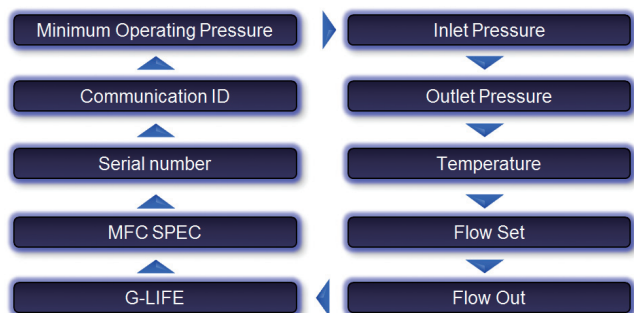 Minimum Operating Pressure
Inlet Pressure
Communication ID
Outlet Pressure
Serial number
Temperature
MFC SPEC
Flow Set
G-LIFE
Flow Out